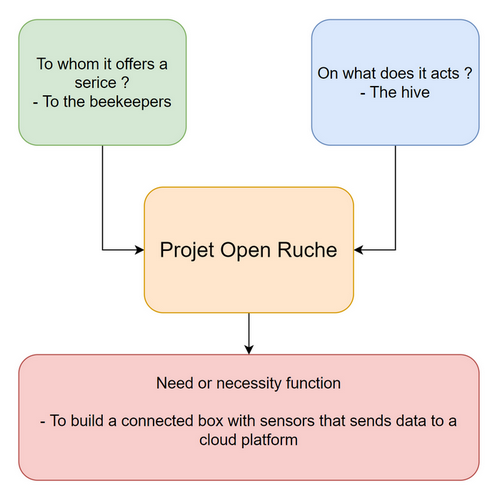 To whom it offers a
serice ?
- To the beekeepers
On what does it acts ?
- The hive
Projet Open Ruche
Need or necessity function
- To build a connected box with sensors that sends data to a
cloud platform